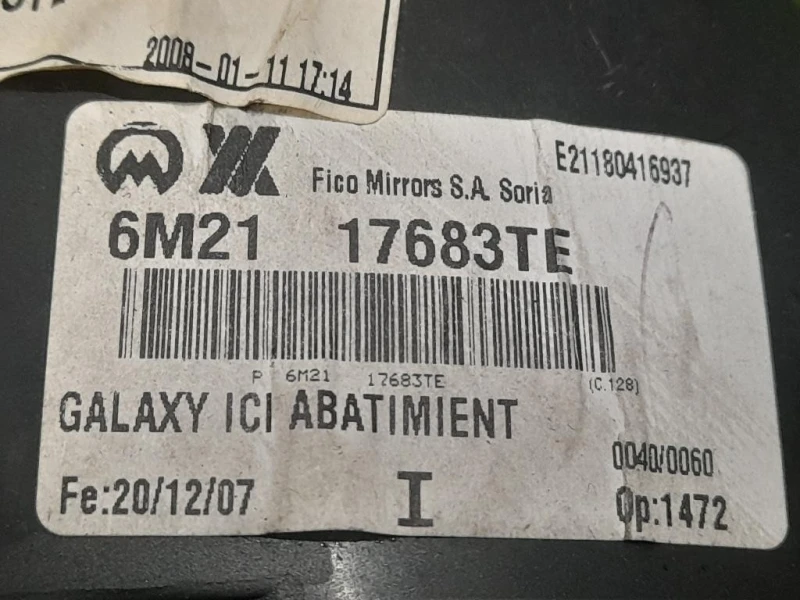 2008-01-11 17:14
E21180416937
Fico Mirrors S.A. Soria
6M21 17683TE
P 6M21 17683TE (C.128)
GALAXY ICI ABATIMIENT
0040/0060
Fe:20/12/07 I Op:1472